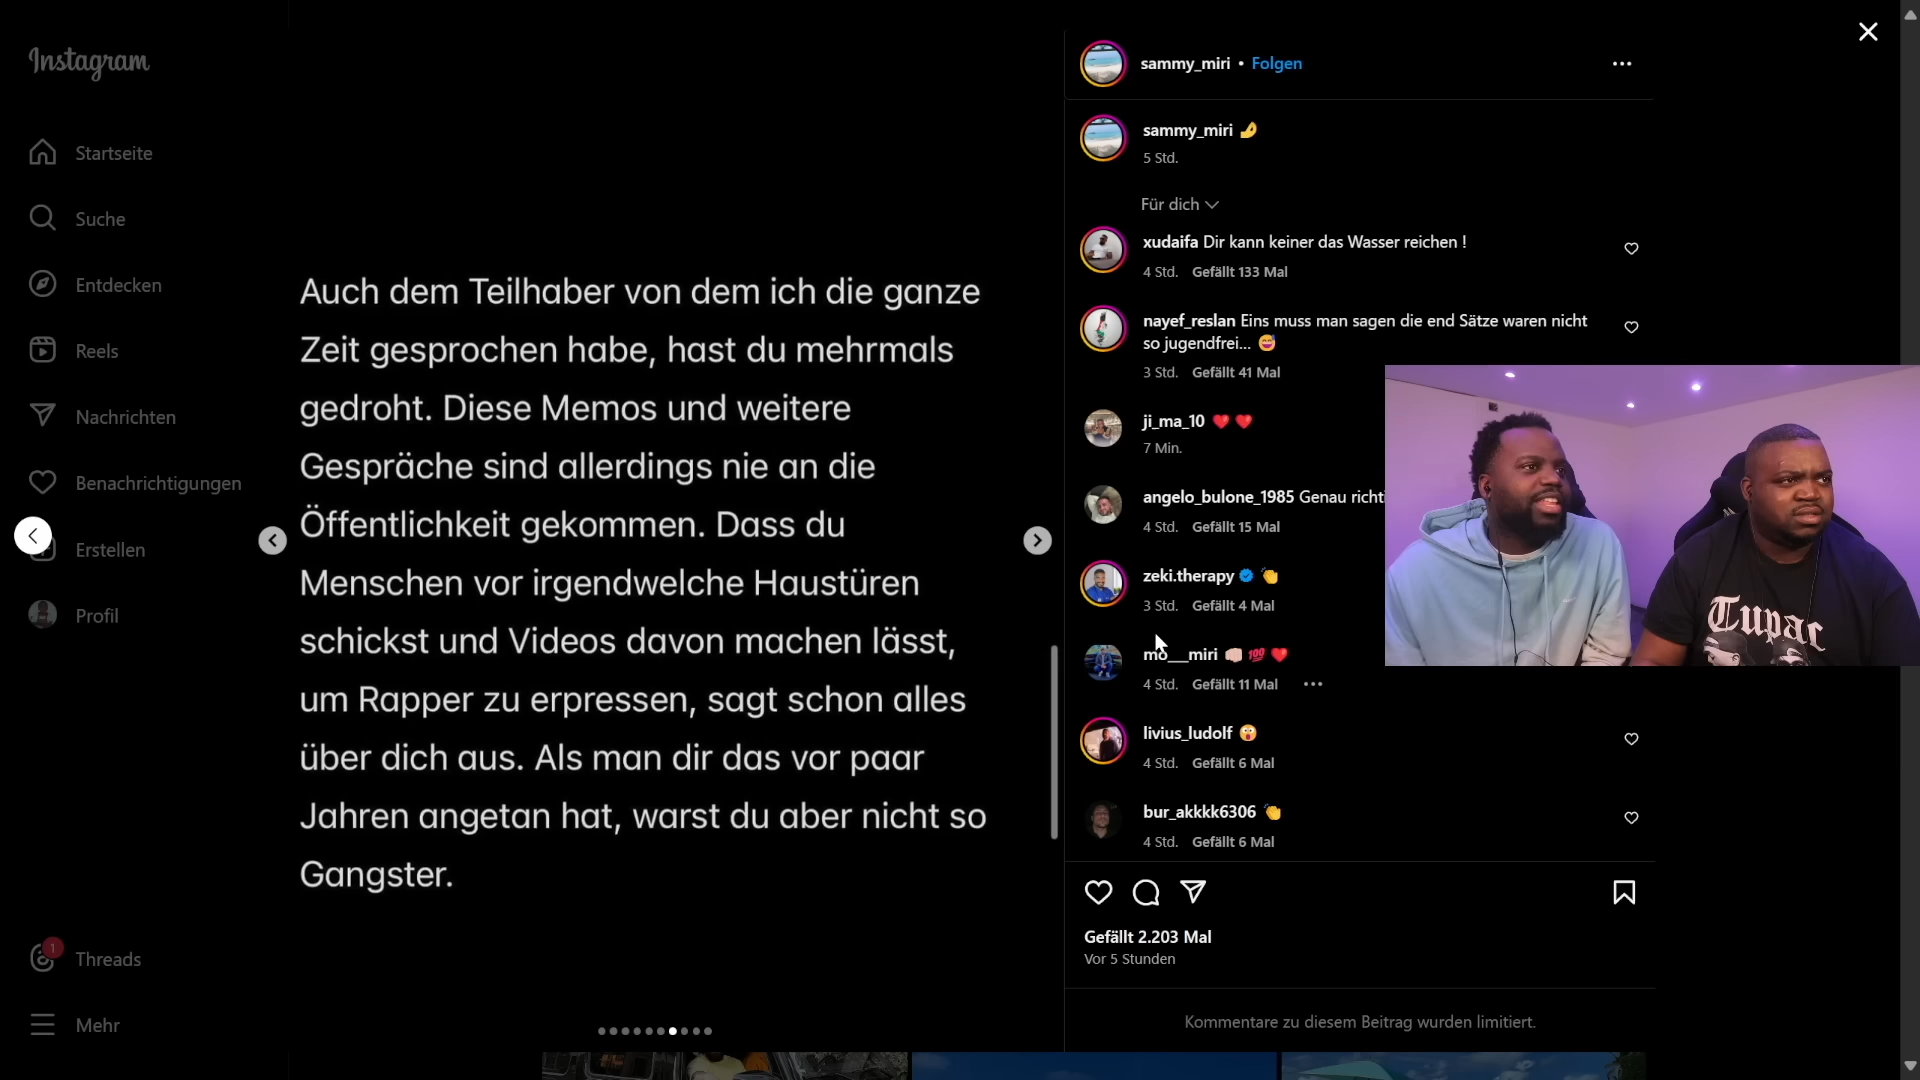 Instagram
Startseite
Suche
Entdecken
Reels
Nachrichten
Benachrichtigungen
Erstellen
Profil
1
Threads
Mehr
Auch dem Teilhaber von dem ich die ganze
Zeit gesprochen habe, hast du mehrmals
gedroht. Diese Memos und weitere
Gespräche sind allerdings nie an die
Öffentlichkeit gekommen. Dass du
Menschen vor irgendwelche Haustüren
schickst und Videos davon machen lässt,
um Rapper zu erpressen, sagt schon alles
über dich aus. Als man dir das vor paar
Jahren angetan hat, warst du aber nicht so
Gangster.
sammy_miri • Folgen
sammy_miri 🤌
5 Std.
Für dich
xudaifa Dir kann keiner das Wasser reichen !
4 Std. Gefällt 133 Mal
nayef_reslan Eins muss man sagen die end Sätze waren nicht
so jugendfrei... 😅
3 Std. Gefällt 41 Mal
ji_ma_10 ♥️ ♥️
7 Min.
angelo_bulone_1985 Genau richti
4 Std. Gefällt 15 Mal
zeki.therapy 👏
3 Std. Gefällt 4 Mal
mo__miri 👊🏻 💯 ❤️
4 Std. Gefällt 11 Mal
livius_ludolf 😲
4 Std. Gefällt 6 Mal
bur_akkkk6306 👏
4 Std. Gefällt 6 Mal
Gefällt 2.203 Mal
Vor 5 Stunden
Kommentare zu diesem Beitrag wurden limitiert.
Tupac